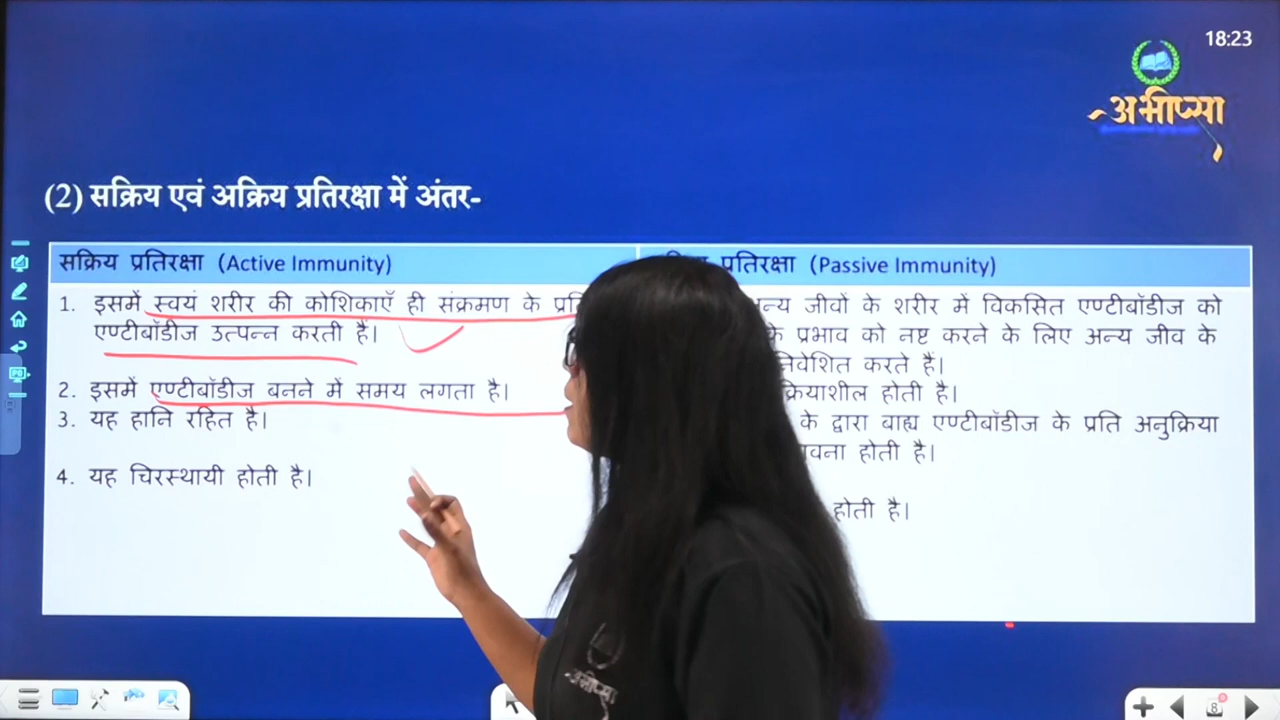 18:23
अभीप्सा
(2) सक्रिय एवं अक्रिय प्रतिरक्षा में अंतर-
सक्रिय प्रतिरक्षा (Active Immunity)
प्रतिरक्षा (Passive Immunity)
1. इसमें स्वयं शरीर की कोशिकाएँ ही संक्रमण के
एण्टीबॉडीज उत्पन्न करती हैं।
2. इसमें एण्टीबॉडीज बनने में समय लगता है।
3. यह हानि रहित है।
4. यह चिरस्थायी होती है।
जीवों के शरीर में विकसित एण्टीबॉडीज को
के प्रभाव को नष्ट करने के लिए अन्य जीव के
करते हैं।
होती है।
के द्वारा बाह्य एण्टीबॉडीज के प्रति अनुक्रिया
होती है।
होती है।
अभीप्सा
8